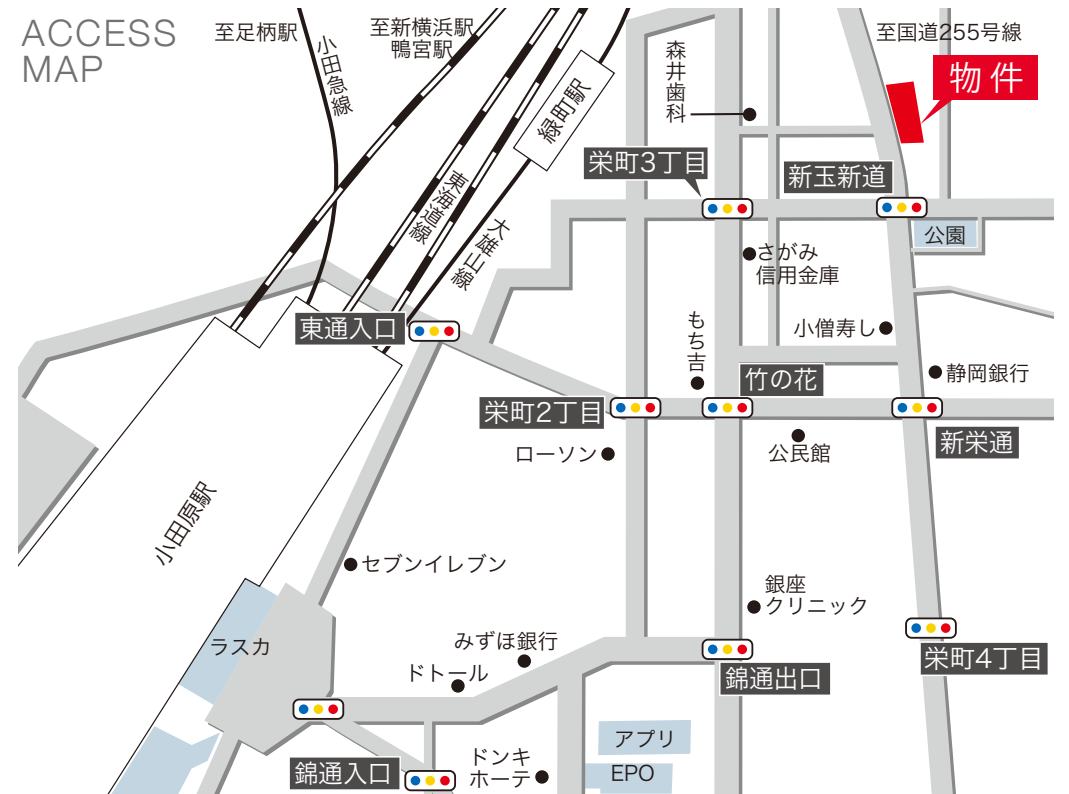 ACCESS
MAP
至足柄駅
小田急線
至新横浜駅
鴨宮駅
緑町駅
東海道線
大雄山線
森井歯科
至国道255号線
物件
栄町3丁目
新玉新道
公園
さがみ
信用金庫
東通入口
もち吉
小僧寿し
竹の花
静岡銀行
栄町2丁目
新栄通
ローソン
公民館
小田原駅
セブンイレブン
銀座
クリニック
ラスカ
みずほ銀行
ドトール
錦通出口
栄町4丁目
錦通入口
ドンキ
ホーテ
アプリ
EPO